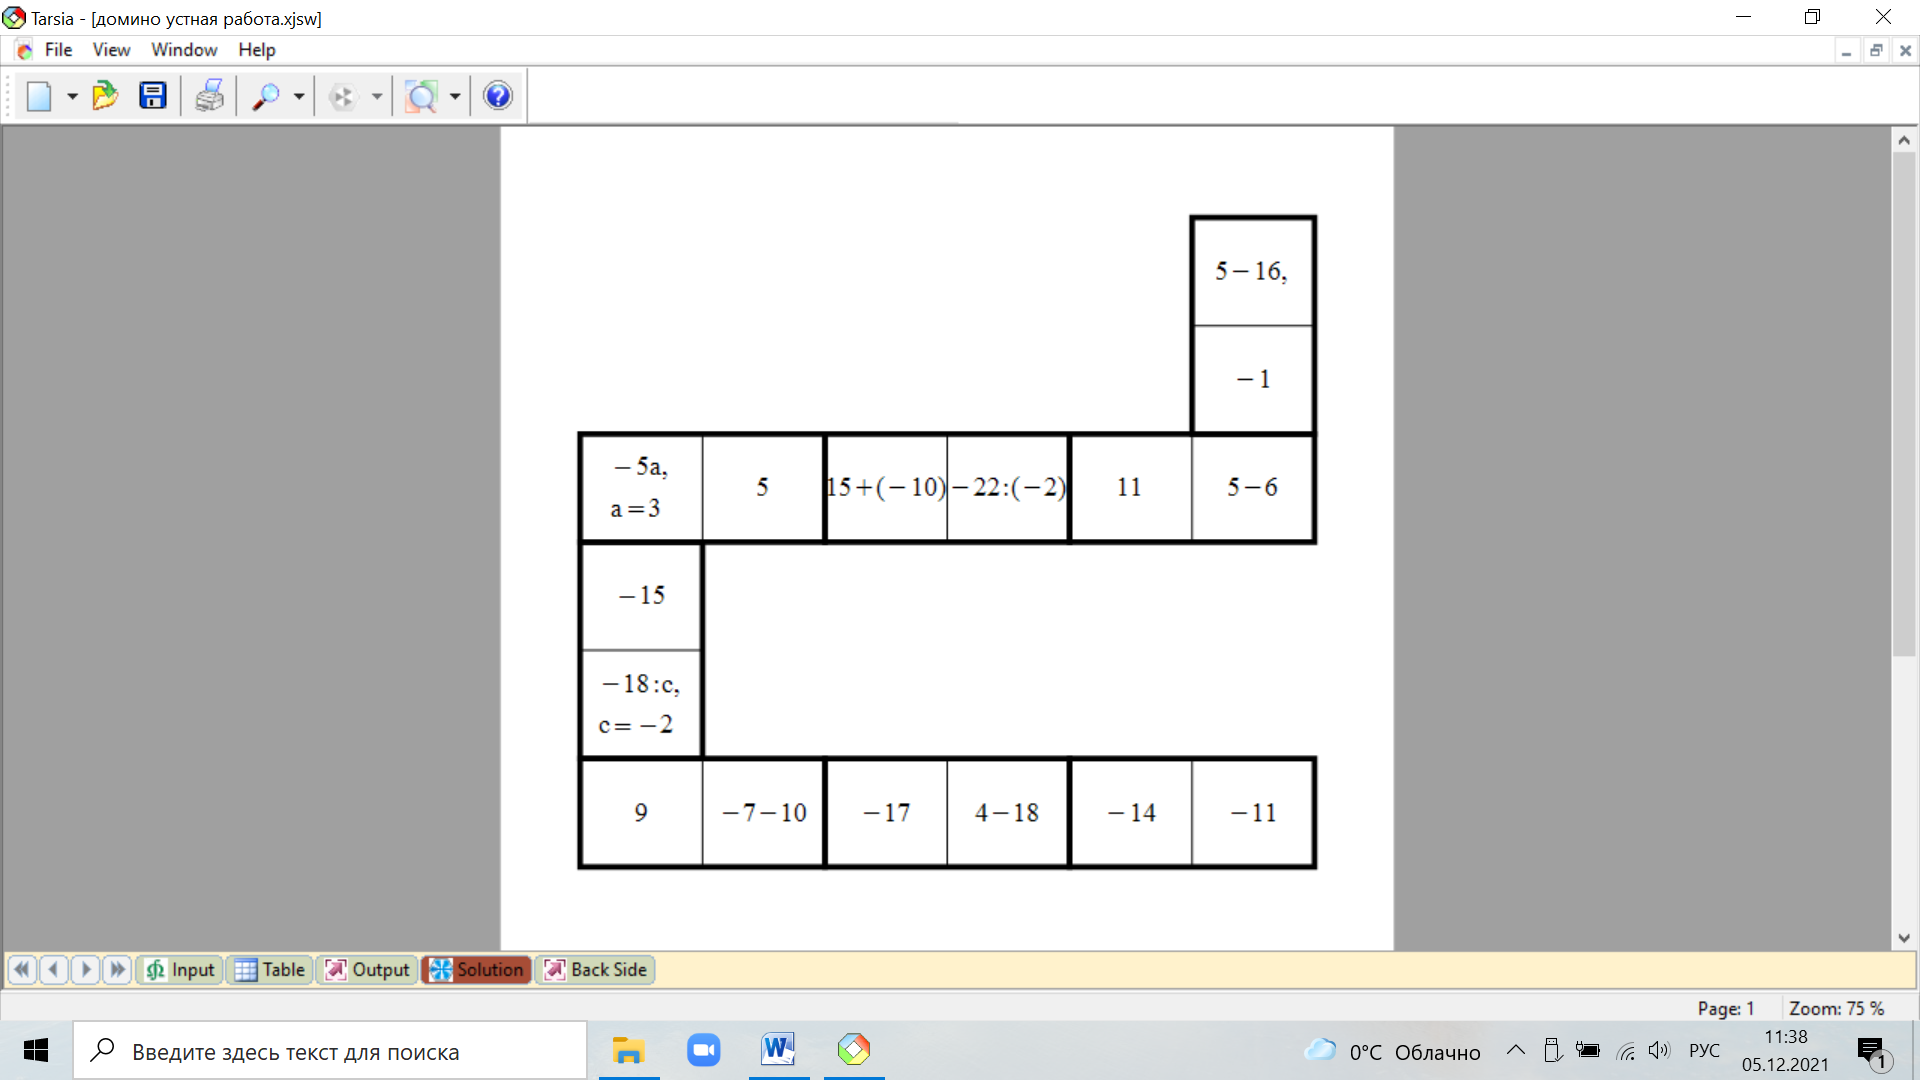 Tarsia - [домино устная работа.xjsw]
File View Window Help
5−16,
−1
−5a,
a=3
5
15+(−10)
−22:(−2)
11
5−6
−15
−18:c,
c=−2
9
−7−10
−17
4−18
−14
−11
Input Table Output Solution Back Side
Page: 1 Zoom: 75 %
Введите здесь текст для поиска
0°C Облачно
РУС
11:38
05.12.2021
1